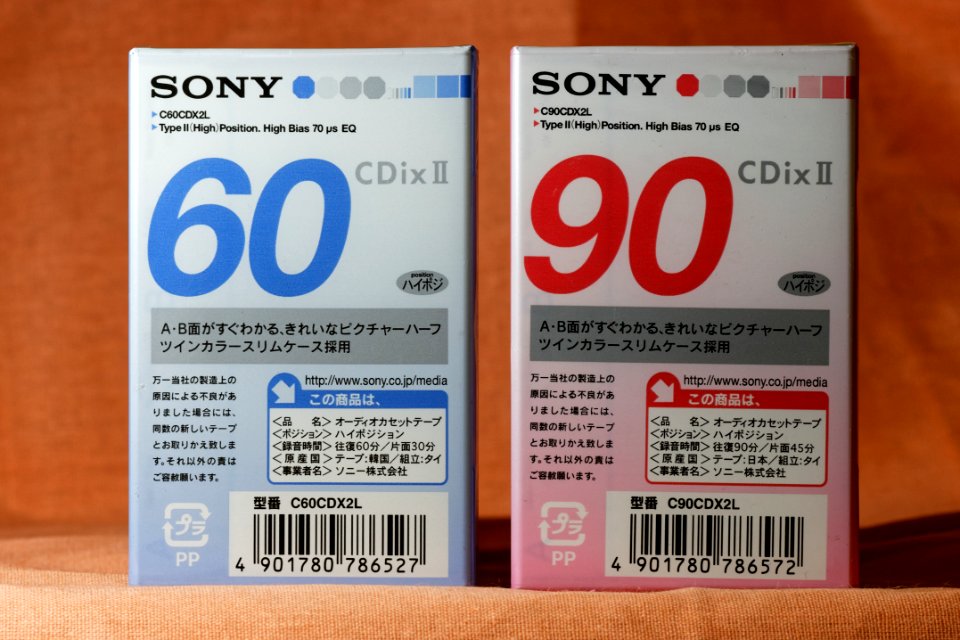 SONY
C60CDX2L
Type II(High)Position. High Bias 70 μs EQ
60
CDixⅡ
position
ハイポジ
A・B面がすぐわかる、きれいなピクチャーハーフ
ツインカラースリムケース採用
万一当社の製造上の
原因による不良があ
りました場合には、
同数の新しいテープ
とお取りかえ致しま
す。それ以外の責は
ご容赦願います。
http://www.sony.co.jp/media
この商品は、
<品 名> オーディオカセットテープ
<ポジション> ハイポジション
<録音時間> 往復60分/片面30分
<原 産 国> テープ:韓国/組立:タイ
<事業者名> ソニー株式会社
プラ
PP
型番 C60CDX2L
4 901780 786527
SONY
C90CDX2L
Type II(High)Position. High Bias 70 μs EQ
90
CDixⅡ
position
ハイポジ
A・B面がすぐわかる、きれいなピクチャーハーフ
ツインカラースリムケース採用
万一当社の製造上の
原因による不良があ
りました場合には、
同数の新しいテープ
とお取りかえ致しま
す。それ以外の責は
ご容赦願います。
http://www.sony.co.jp/media
この商品は、
<品 名> オーディオカセットテープ
<ポジション> ハイポジション
<録音時間> 往復90分/片面45分
<原 産 国> テープ:日本/組立:タイ
<事業者名> ソニー株式会社
プラ
PP
型番 C90CDX2L
4 901780 786572